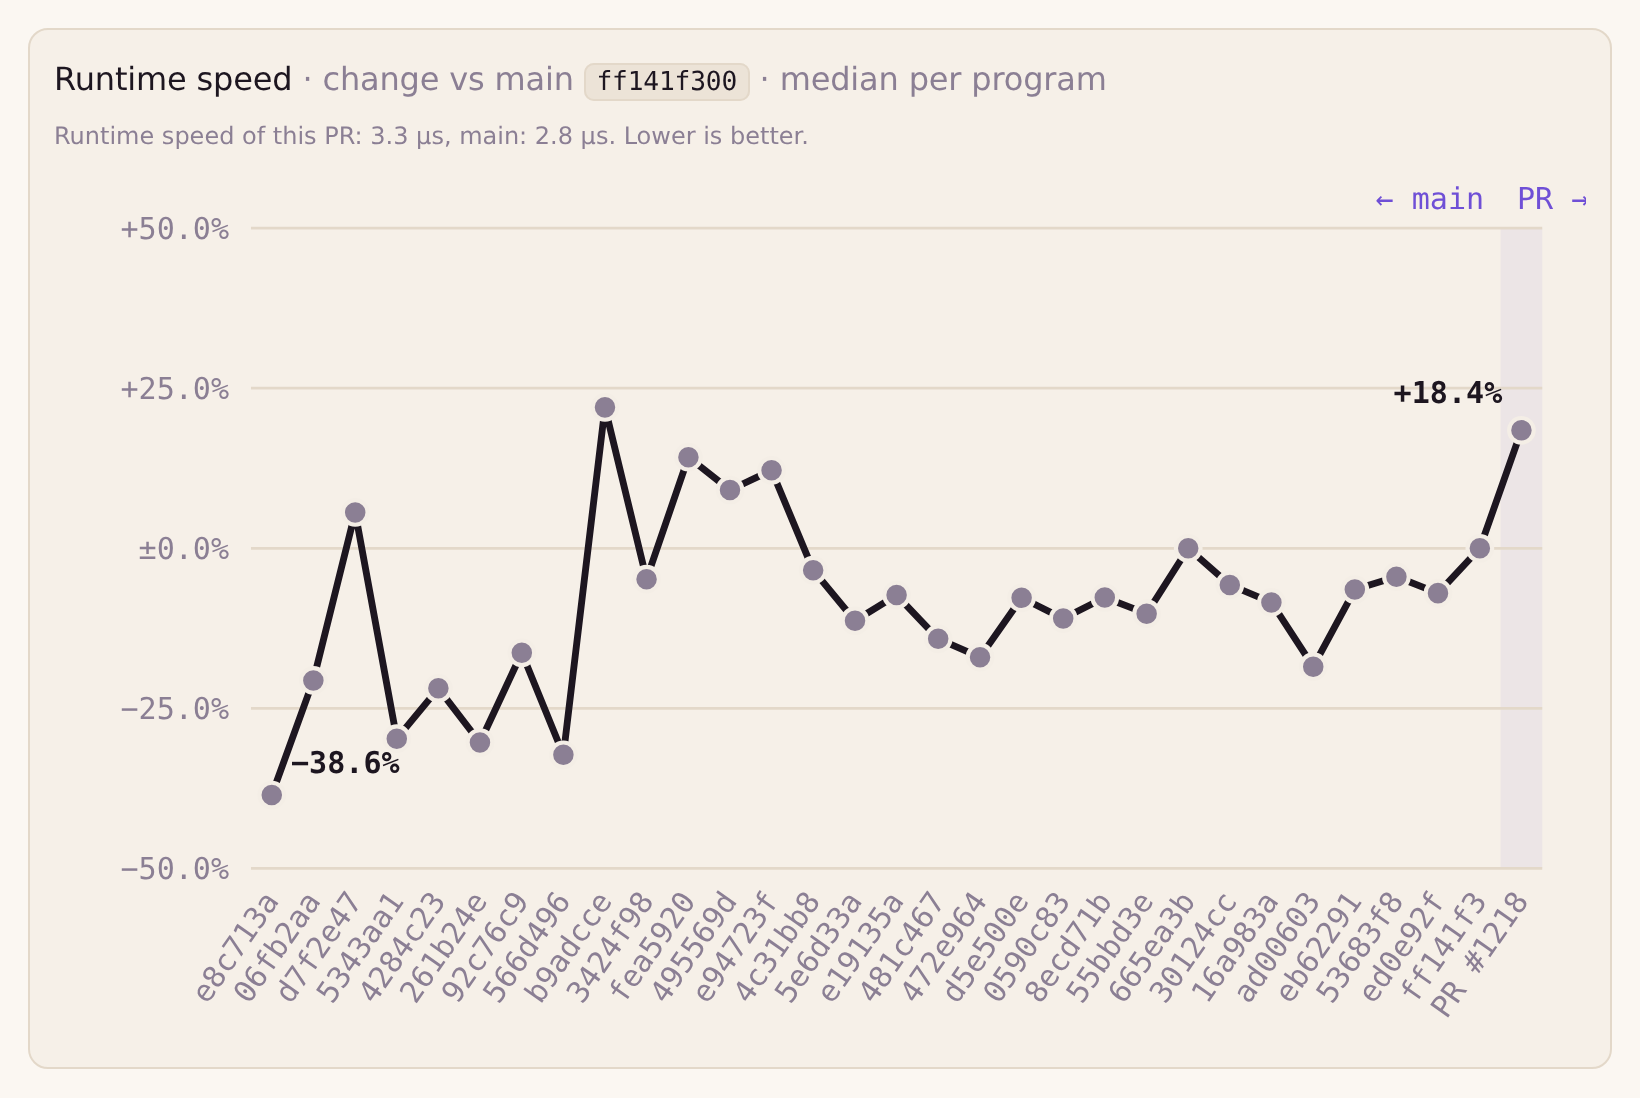 Runtime speed · change vs main ff141f300 · median per program
Runtime speed of this PR: 3.3 µs, main: 2.8 µs. Lower is better.
← main PR →
+50.0%
+25.0%
±0.0%
−25.0%
−50.0%
+18.4%
−38.6%
e8c713a
06fb2aa
d7f2e47
5343aa1
4284c23
261b24e
92c76c9
566d496
b9adcce
3424f98
fea5920
495569d
e94723f
4c31bb8
5e6d33a
e19135a
481c467
472e964
d5e500e
0590c83
8ecd71b
55bbd3e
665ea3b
30124cc
16a983a
ad00603
eb62291
53683f8
ed0e92f
ff141f3
PR #1218